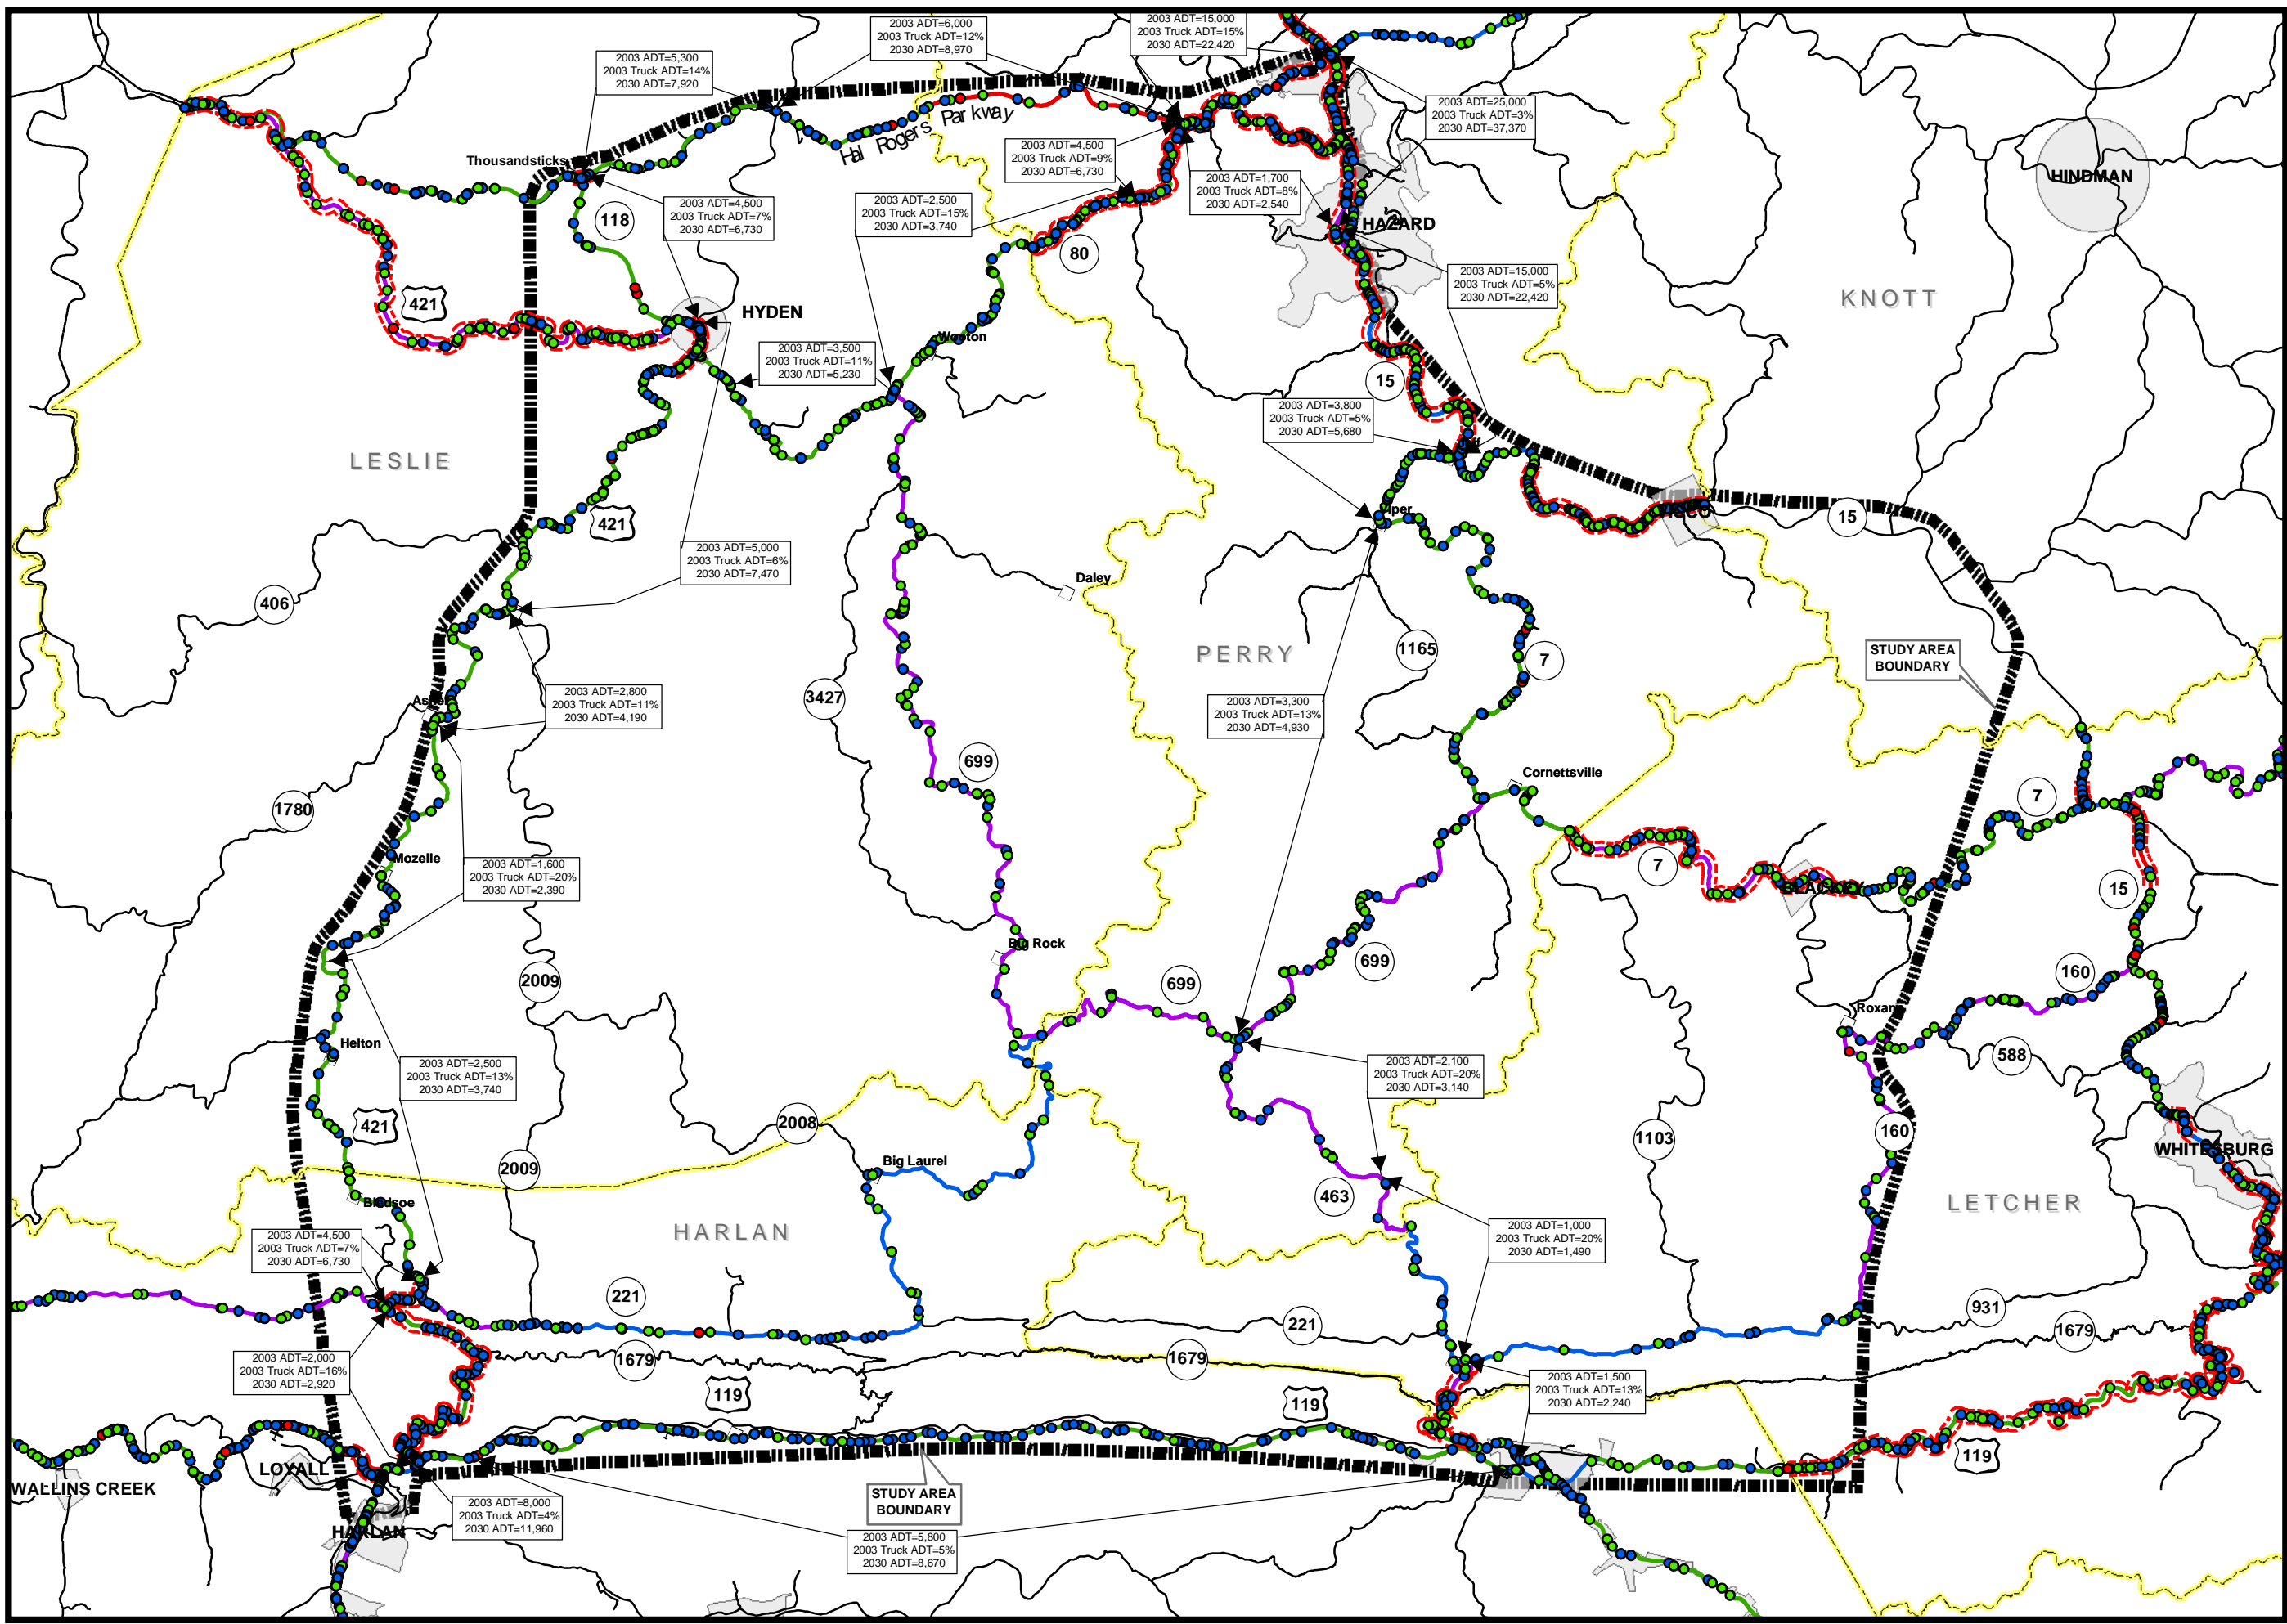 2003 ADT=6,000
2003 Truck ADT=12%
2030 ADT=8,970
2003 ADT=15,000
2003 Truck ADT=15%
2030 ADT=22,420
2003 ADT=5,300
2003 Truck ADT=14%
2030 ADT=7,920
2003 ADT=25,000
2003 Truck ADT=3%
2030 ADT=37,370
Hal Rogers Parkway
2003 ADT=4,500
2003 Truck ADT=9%
2030 ADT=6,730
Thousandsticks
HINDMAN
2003 ADT=1,700
2003 Truck ADT=8%
2030 ADT=2,540
2003 ADT=4,500
2003 Truck ADT=7%
2030 ADT=6,730
2003 ADT=2,500
2003 Truck ADT=15%
2030 ADT=3,740
118
HAZARD
80
2003 ADT=15,000
2003 Truck ADT=5%
2030 ADT=22,420
KNOTT
421
HYDEN
Wooton
2003 ADT=3,500
2003 Truck ADT=11%
2030 ADT=5,230
15
2003 ADT=3,800
2003 Truck ADT=5%
2030 ADT=5,680
Jeff
LESLIE
Viper
VICCO
15
421
2003 ADT=5,000
2003 Truck ADT=6%
2030 ADT=7,470
Daley
406
PERRY
1165
7
STUDY AREA
BOUNDARY
2003 ADT=2,800
2003 Truck ADT=11%
2030 ADT=4,190
Asher
3427
2003 ADT=3,300
2003 Truck ADT=13%
2030 ADT=4,930
699
Cornettsville
1780
7
Mozelle
2003 ADT=1,600
2003 Truck ADT=20%
2030 ADT=2,390
7
BLACKEY
15
Big Rock
699
160
2009
699
Roxana
Helton
588
2003 ADT=2,500
2003 Truck ADT=13%
2030 ADT=3,740
2003 ADT=2,100
2003 Truck ADT=20%
2030 ADT=3,140
421
2008
1103
160
WHITESBURG
Big Laurel
2009
463
Bledsoe
LETCHER
HARLAN
2003 ADT=4,500
2003 Truck ADT=7%
2030 ADT=6,730
2003 ADT=1,000
2003 Truck ADT=20%
2030 ADT=1,490
221
221
931
1679
1679
1679
2003 ADT=2,000
2003 Truck ADT=16%
2030 ADT=2,920
119
119
2003 ADT=1,500
2003 Truck ADT=13%
2030 ADT=2,240
119
LOYALL
WALLINS CREEK
STUDY AREA
BOUNDARY
2003 ADT=8,000
2003 Truck ADT=4%
2030 ADT=11,960
HARLAN
2003 ADT=5,800
2003 Truck ADT=5%
2030 ADT=8,670